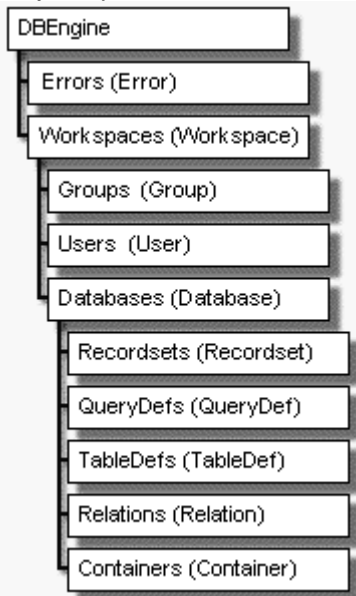 DBEngine
Errors (Error)
Workspaces (Workspace)
Groups (Group)
Users (User)
Databases (Database)
Recordsets (Recordset)
QueryDefs (QueryDef)
TableDefs (TableDef)
Relations (Relation)
Containers (Container)